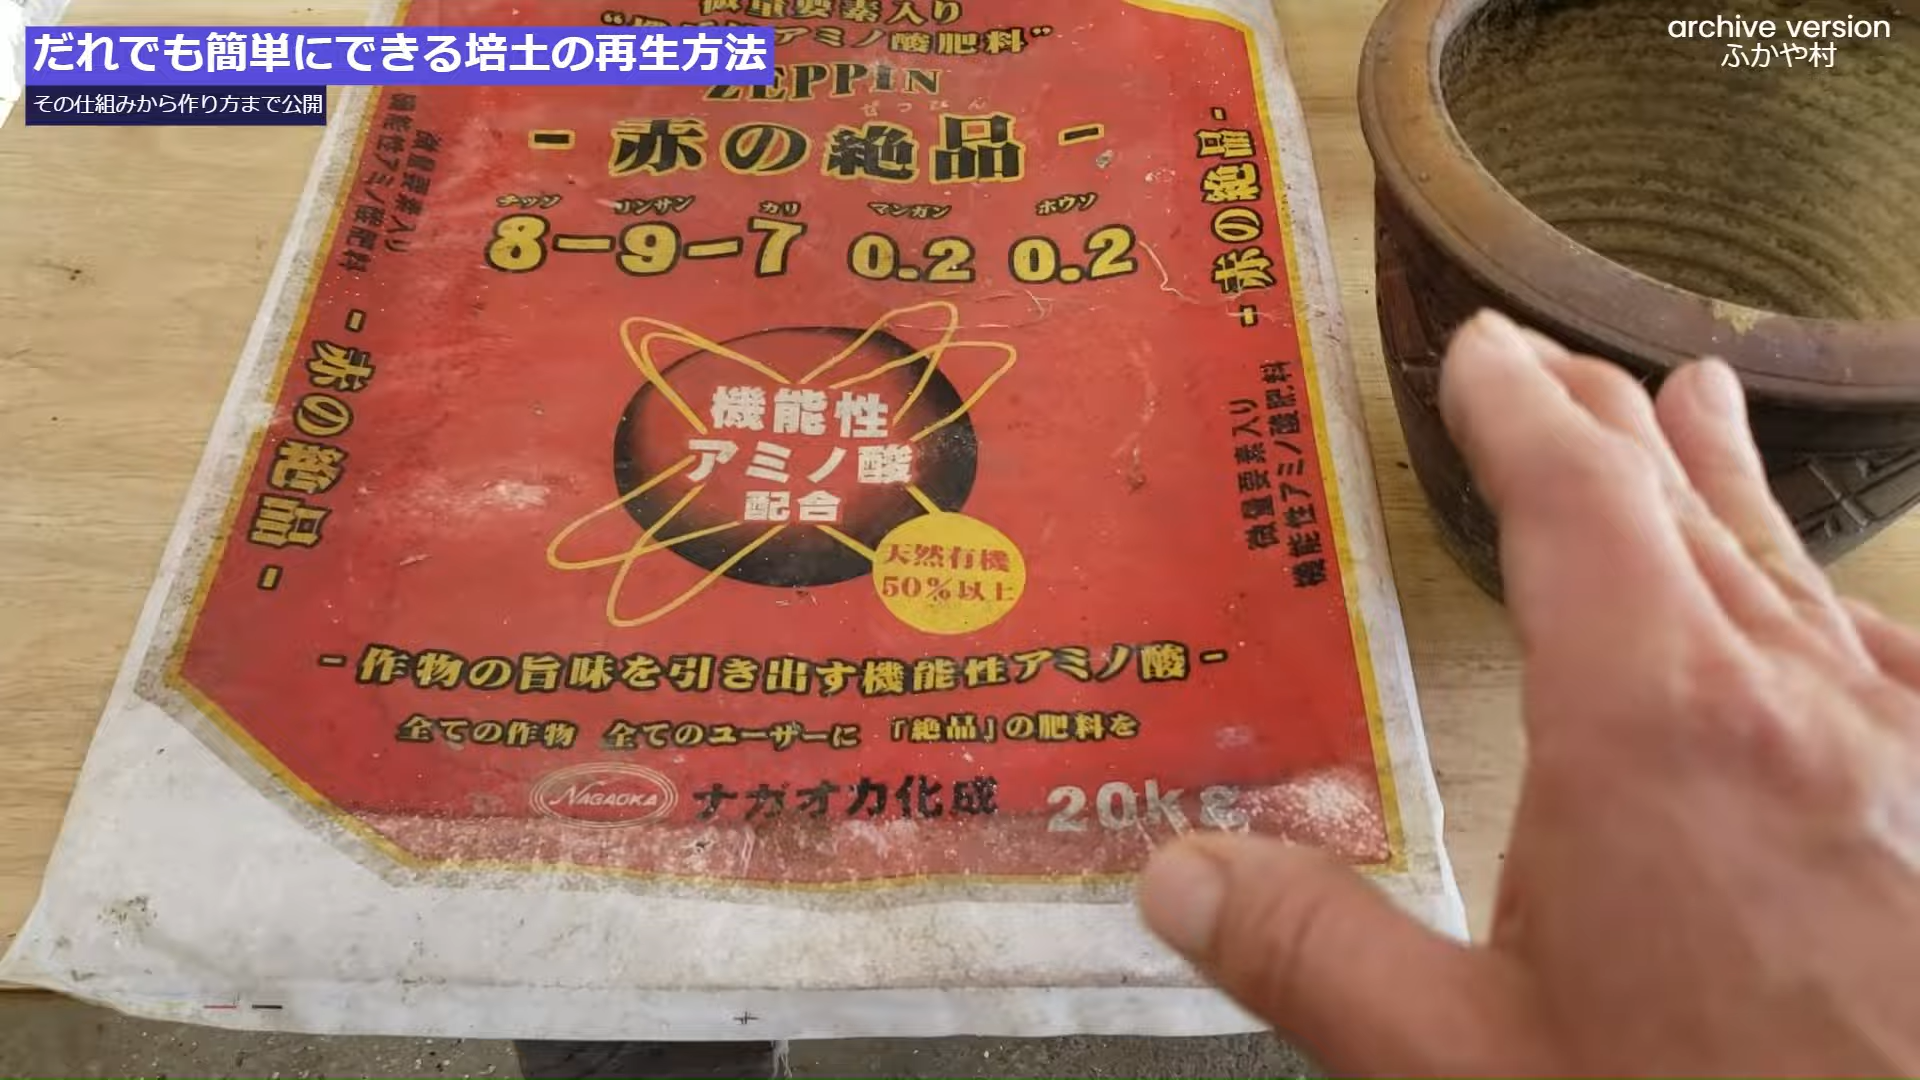 だれでも簡単にできる培土の再生方法
その仕組みから作り方まで公開
archive version
ふかや村
微量要素入り
アミノ酸肥料”
ZEPPIN
ぜっぴん
- 赤の絶品 -
チッソ リンサン カリ マンガン ホウソ
8-9-7 0.2 0.2
機能性
アミノ酸
配合
天然有機
50%以上
- 作物の旨味を引き出す機能性アミノ酸 -
全ての作物 全てのユーザーに 「絶品」の肥料を
NAGAOKA ナガオカ化成 20kg
微量要素入り
機能性アミノ酸肥料
- 赤の絶品 -
- 赤の絶品 -
微量要素入り
機能性アミノ酸肥料